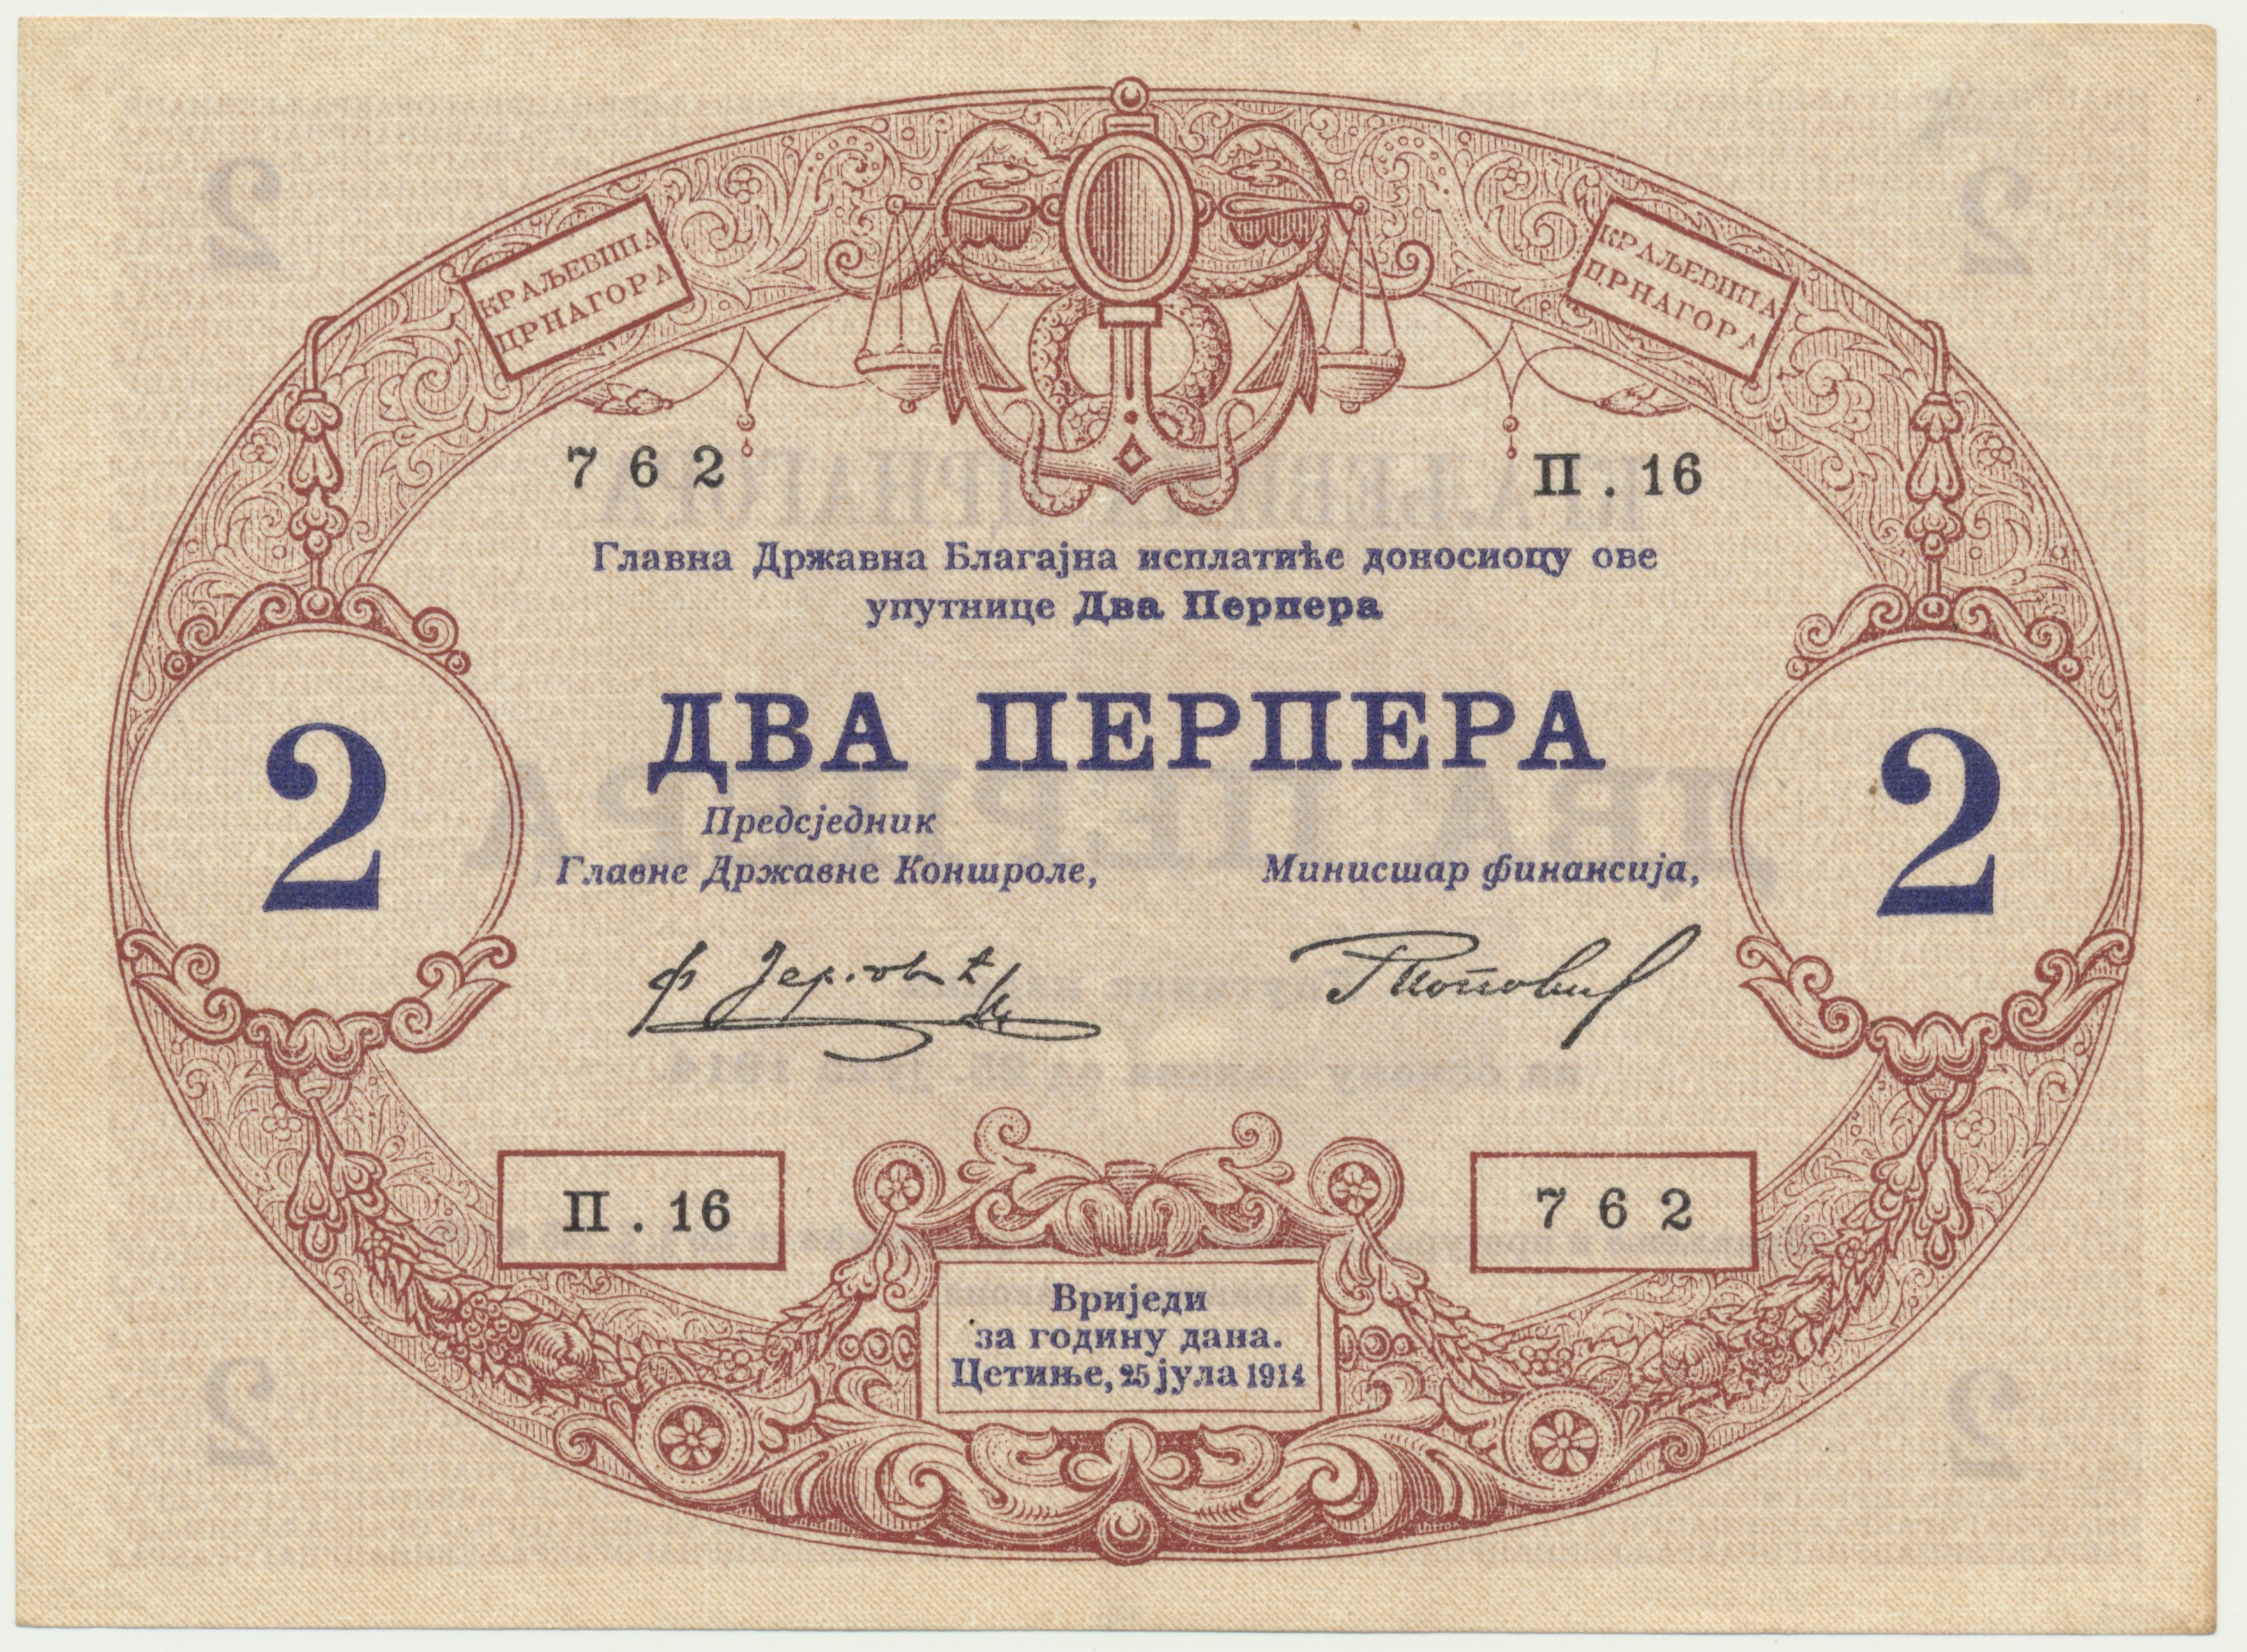 КРАЉЕВИНА
ЦРНАГОРА
КРАЉЕВИНА
ЦРНАГОРА
762
П. 16
Главна Државна Благајна исплатиће доносиоцу ове
упутнице Два Перпера
ДВА ПЕРПЕРА
2
2
Предсједник
Главне Државне Контроле,
Министар финансија,
П. 16
762
Вриједи
за годину дана.
Цетиње, 25 јула 1914